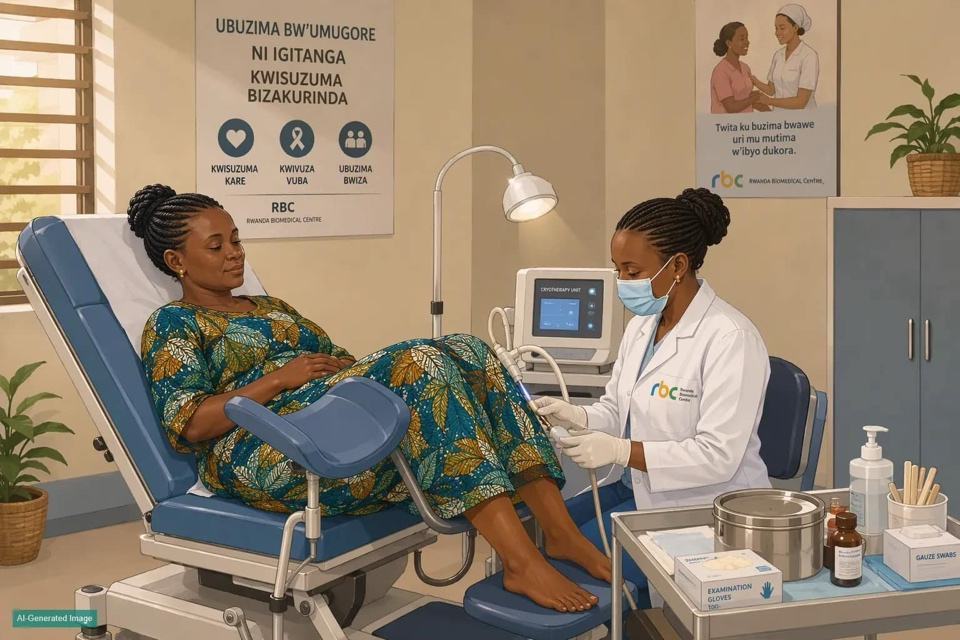 UBUZIMA BW'UMUGORE
NI IGITANGA
KWISUZUMA
BIZAKURINDA
KWISUZUMA
KARE
KWIVUZA
VUBA
UBUZIMA
BWIZA
RBC
RWANDA BIOMEDICAL CENTRE
Twita ku buzima bwawe
uri mu mutima
w'ibyo dukora.
rbc RWANDA BIOMEDICAL CENTRE
CRYOTHERAPY UNIT
rbc Rwanda
Biomedical
Centre
EXAMINATION
GLOVES
100
GAUZE SWABS
AI-Generated Image